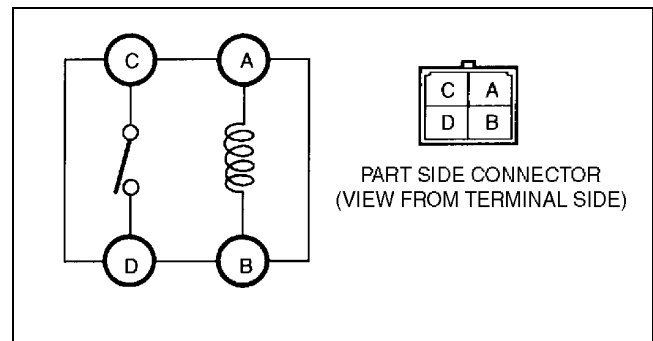 C A
C A
D B
D B
PART SIDE CONNECTOR
(VIEW FROM TERMINAL SIDE)